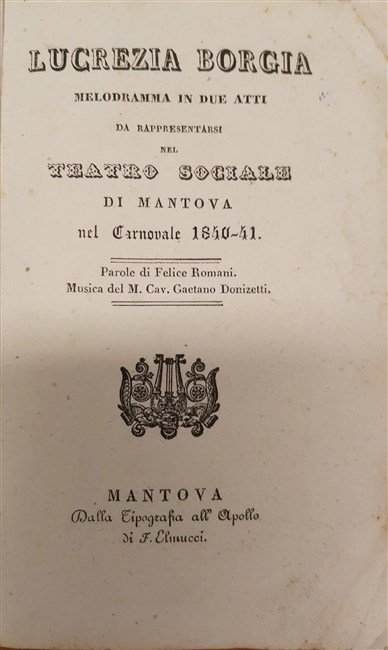 LUCREZIA BORGIA
MELODRAMMA IN DUE ATTI
DA RAPPRESENTARSI
NEL
TEATRO SOCIALE
DI MANTOVA
nel Carnovale 1840-41.
Parole di Felice Romani.
Musica del M. Cav. Gaetano Donizetti.
MANTOVA
Dalla Tipografia all' Apollo
di F. Elmucci.